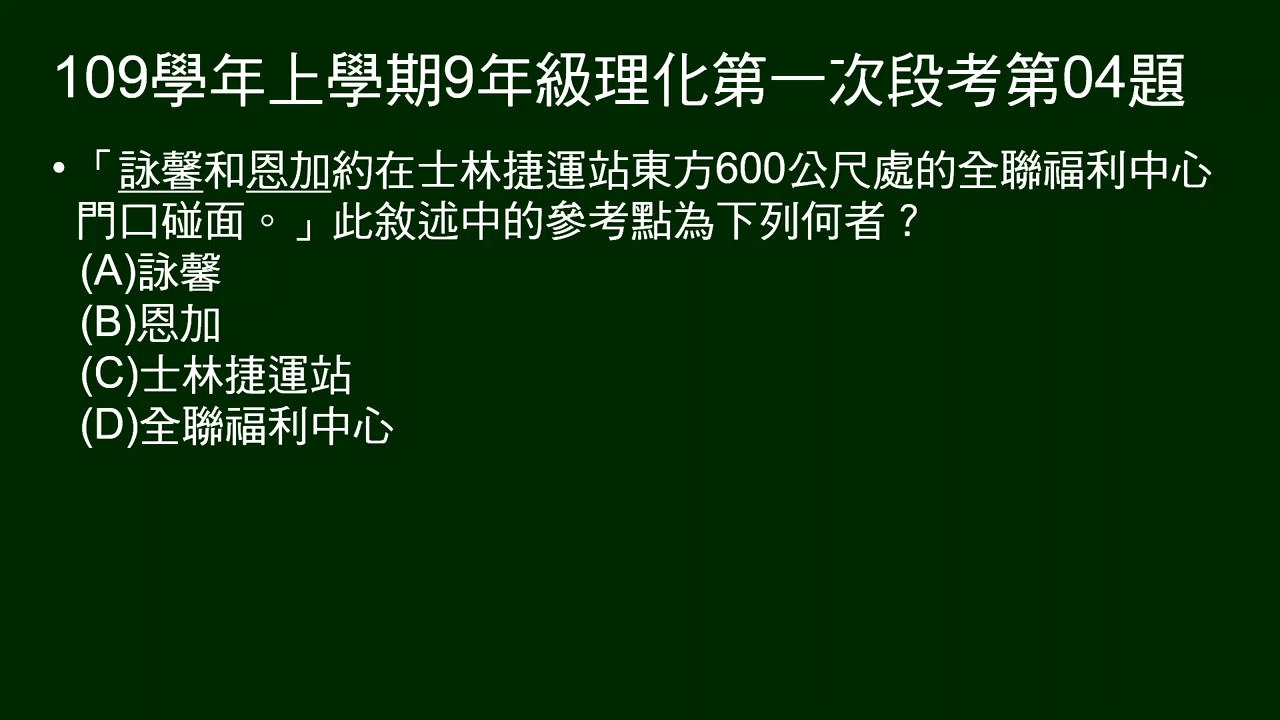 109學年上學期9年級理化第一次段考第04題
•「詠馨和恩加約在士林捷運站東方600公尺處的全聯福利中心
門口碰面。」此敘述中的參考點為下列何者？
(A)詠馨
(B)恩加
(C)士林捷運站
(D)全聯福利中心